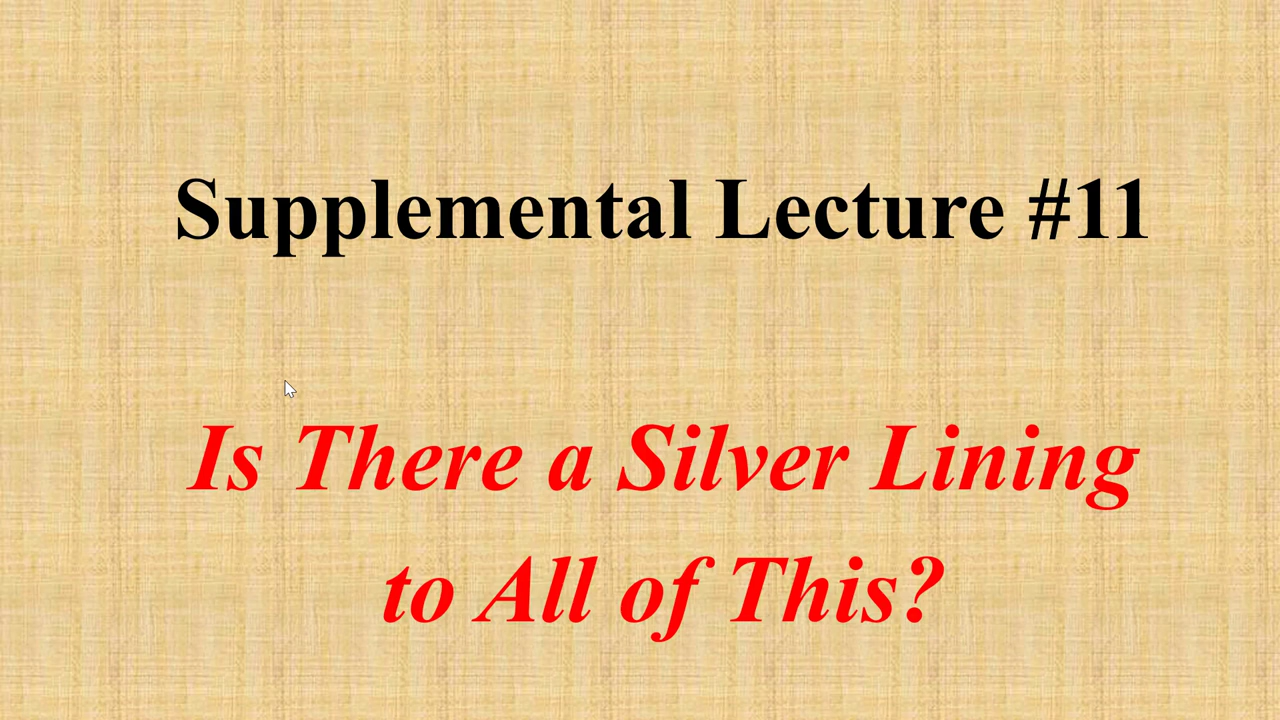 Supplemental Lecture #11
Is There a Silver Lining
to All of This?